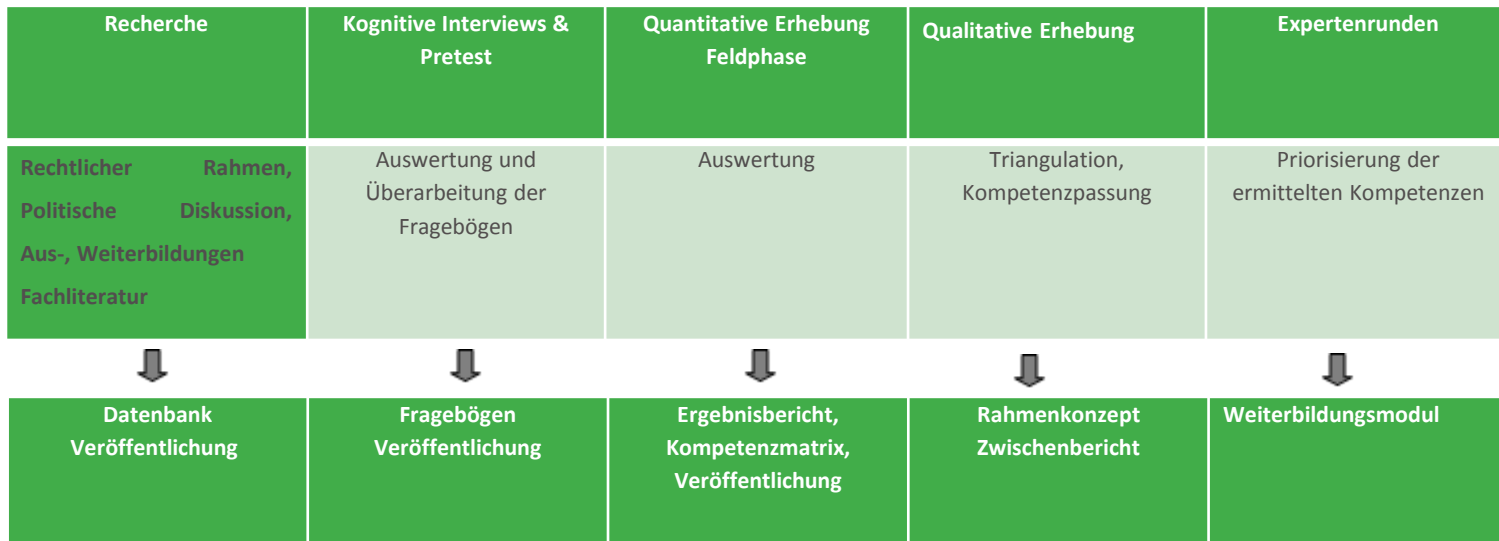 Recherche
Kognitive Interviews &
Pretest
Quantitative Erhebung
Feldphase
Qualitative Erhebung
Expertenrunden
Rechtlicher Rahmen,
Politische Diskussion,
Aus-, Weiterbildungen
Fachliteratur
Auswertung und
Überarbeitung der
Fragebögen
Auswertung
Triangulation,
Kompetenzpassung
Priorisierung der
ermittelten Kompetenzen
Datenbank
Veröffentlichung
Fragebögen
Veröffentlichung
Ergebnisbericht,
Kompetenzmatrix,
Veröffentlichung
Rahmenkonzept
Zwischenbericht
Weiterbildungsmodul